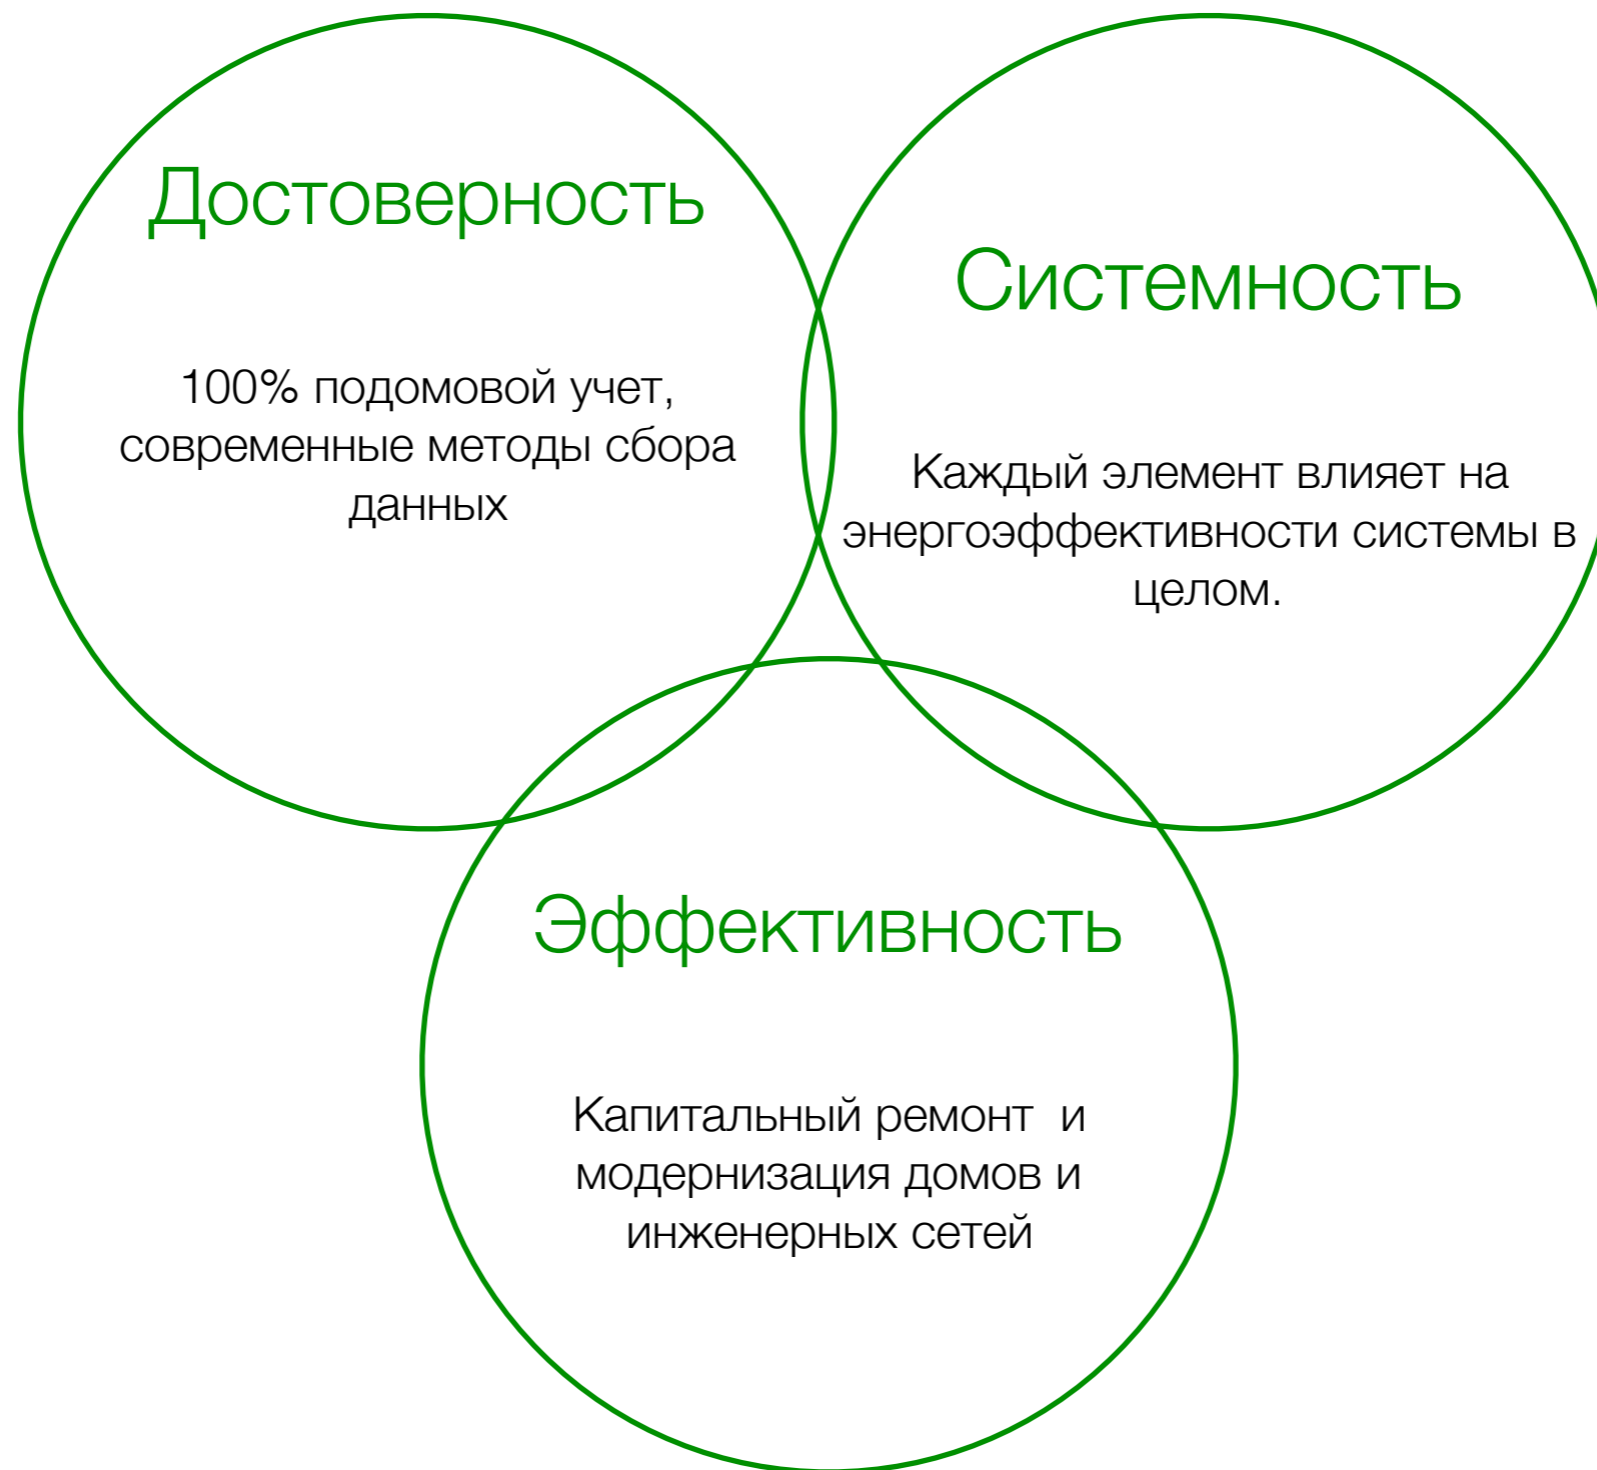 Достоверность
100% подомовой учет,
современные методы сбора
данных
Системность
Каждый элемент влияет на
энергоэффективности системы в
целом.
Эффективность
Капитальный ремонт  и
модернизация домов и
инженерных сетей